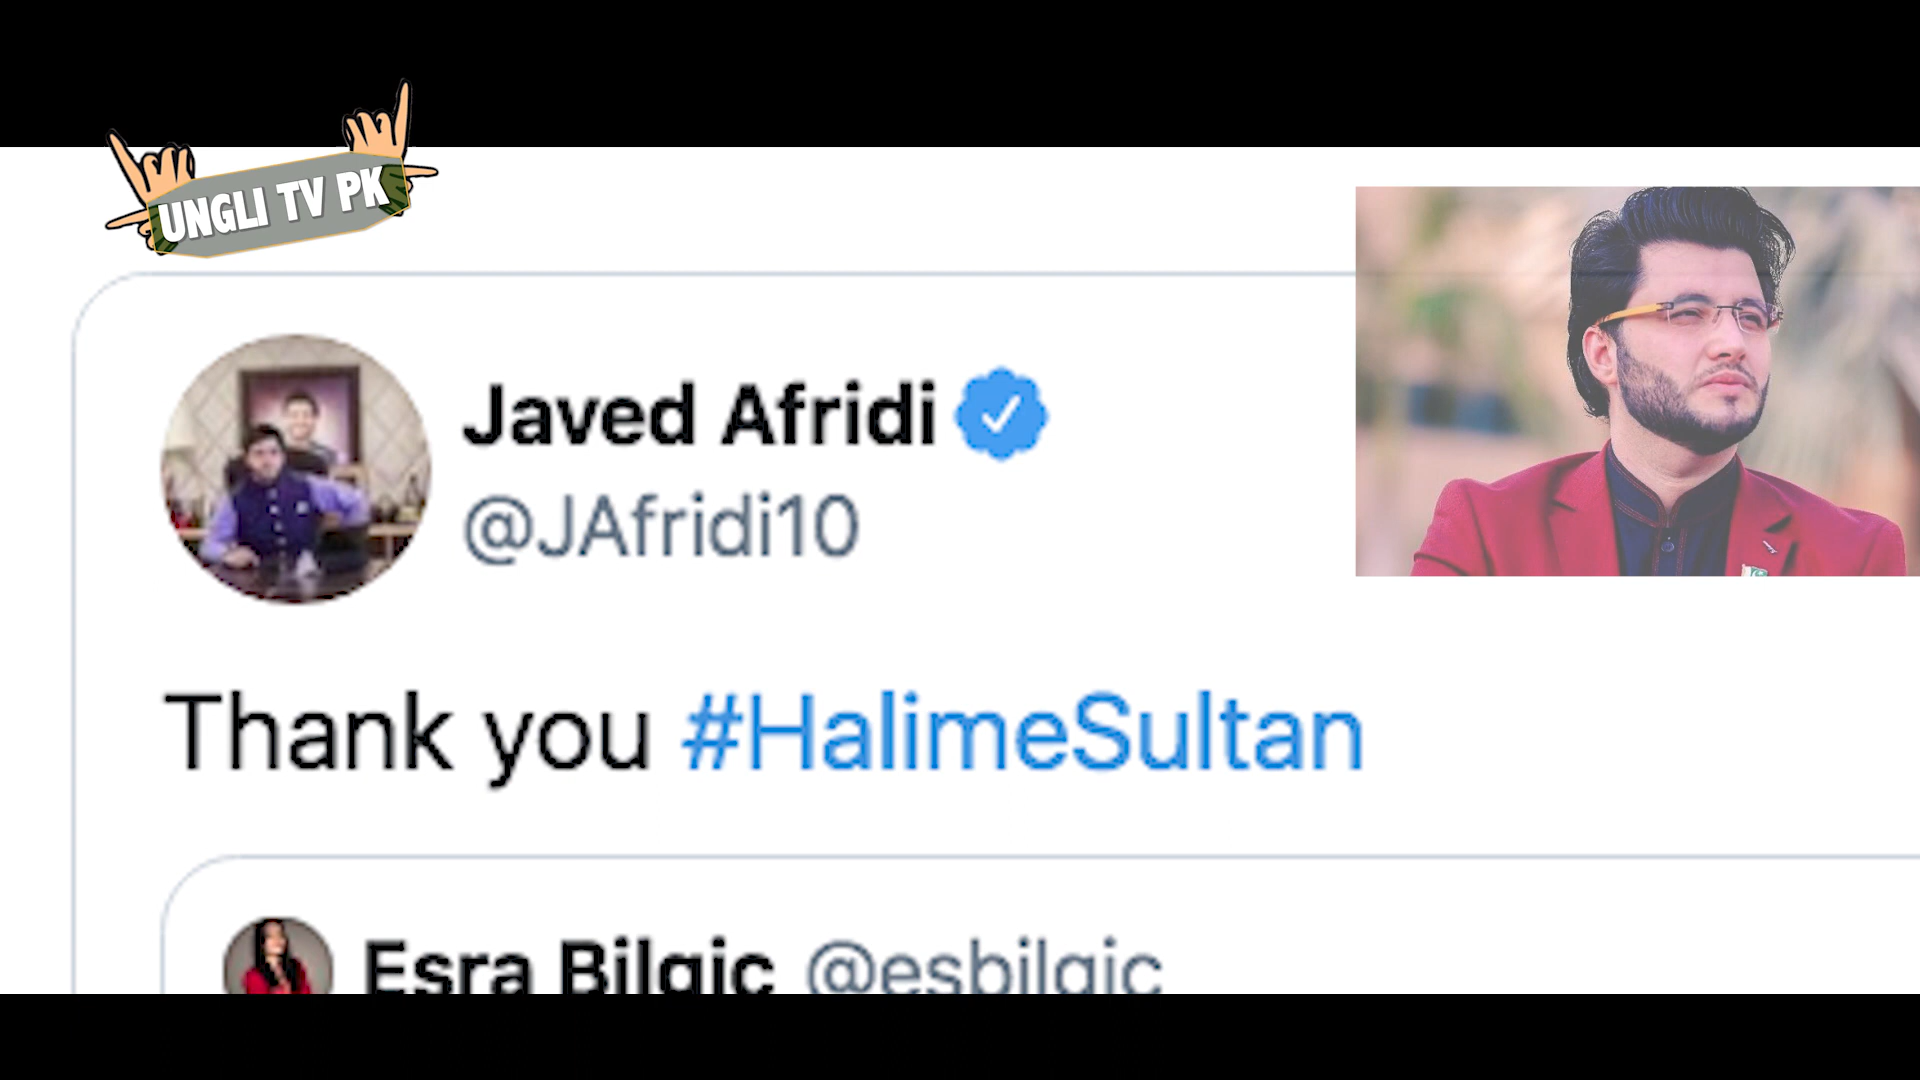 UNGLI TV PK
Javed Afridi
@JAfridi10
Thank you #HalimeSultan
Esra Bilgic @esbilgic